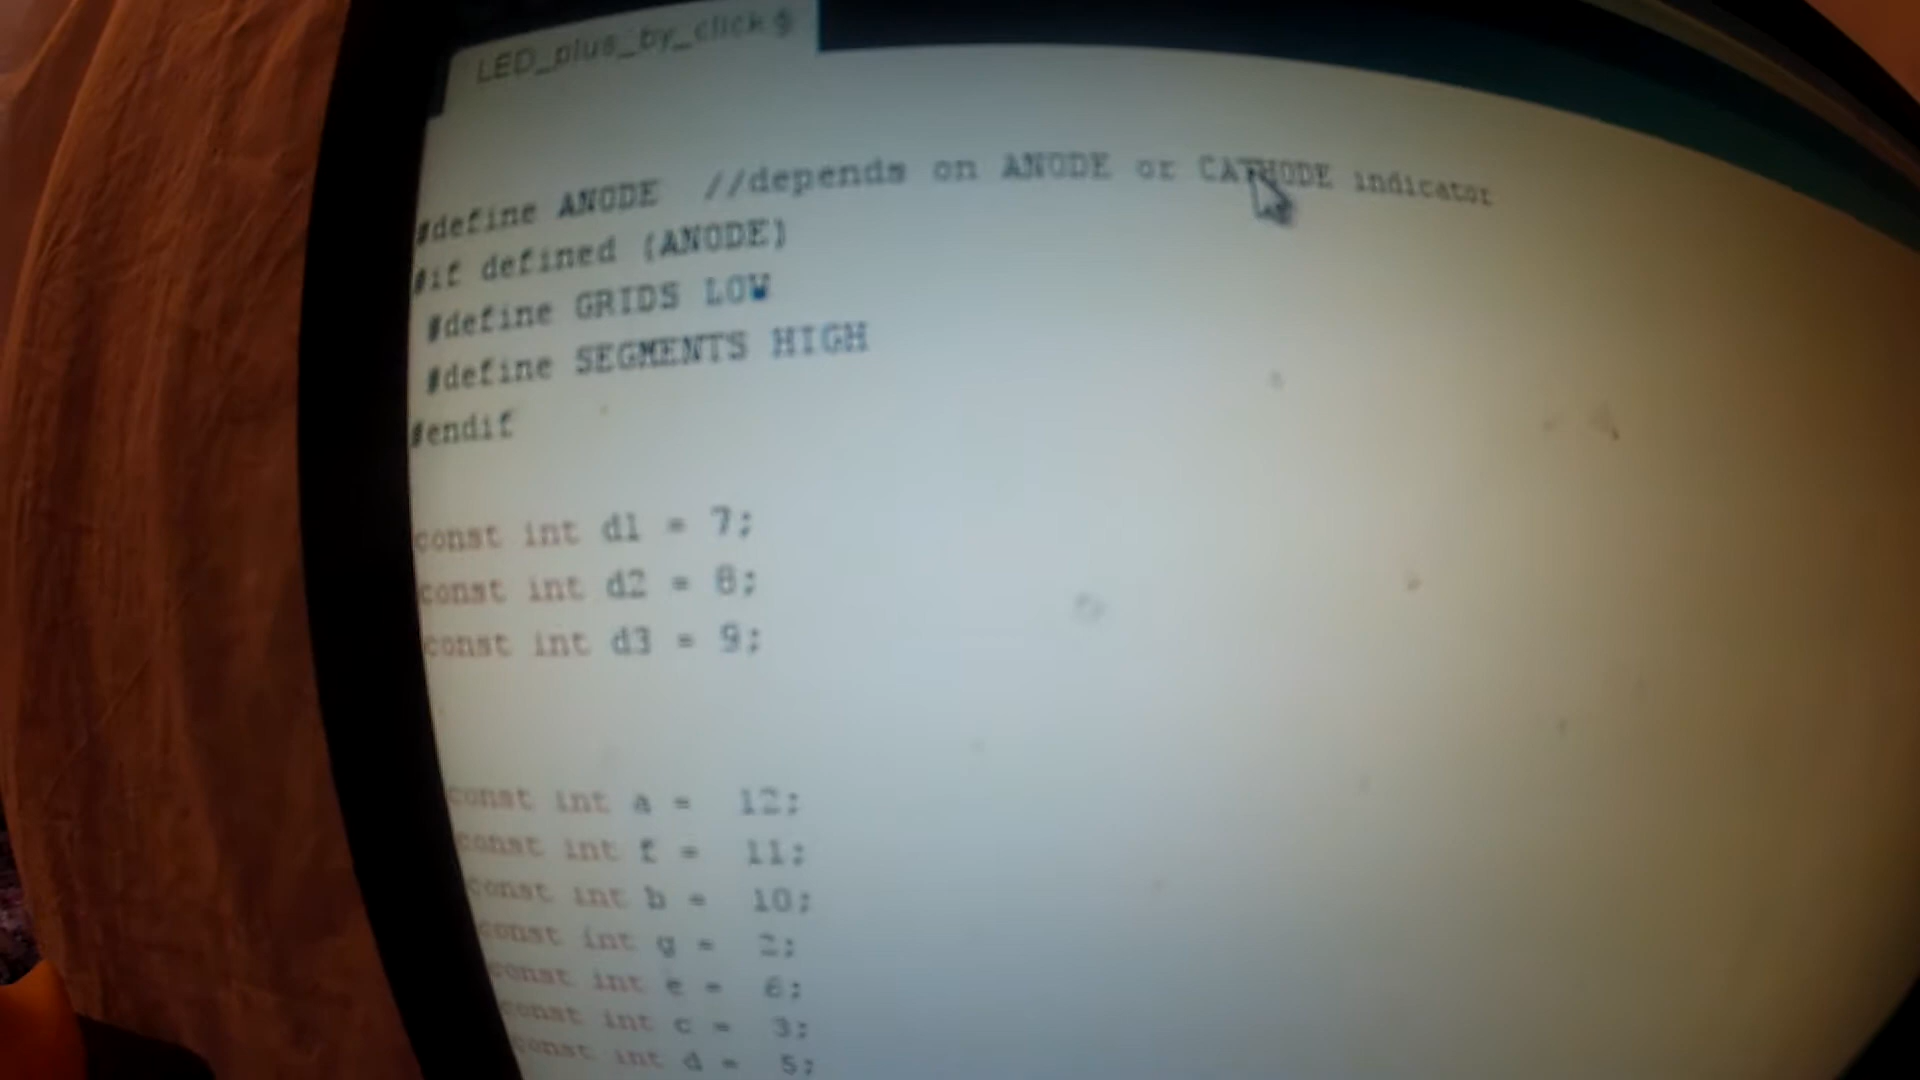 LED_plus_by_click §
#define ANODE //depends on ANODE or CATHODE indicator
#if defined (ANODE)
#define GRIDS LOW
#define SEGMENTS HIGH
#endif
const int d1 = 7;
const int d2 = 8;
const int d3 = 9;
const int a = 12;
const int f = 11;
const int b = 10;
const int g = 2;
const int e = 6;
const int c = 3;
const int d = 5;